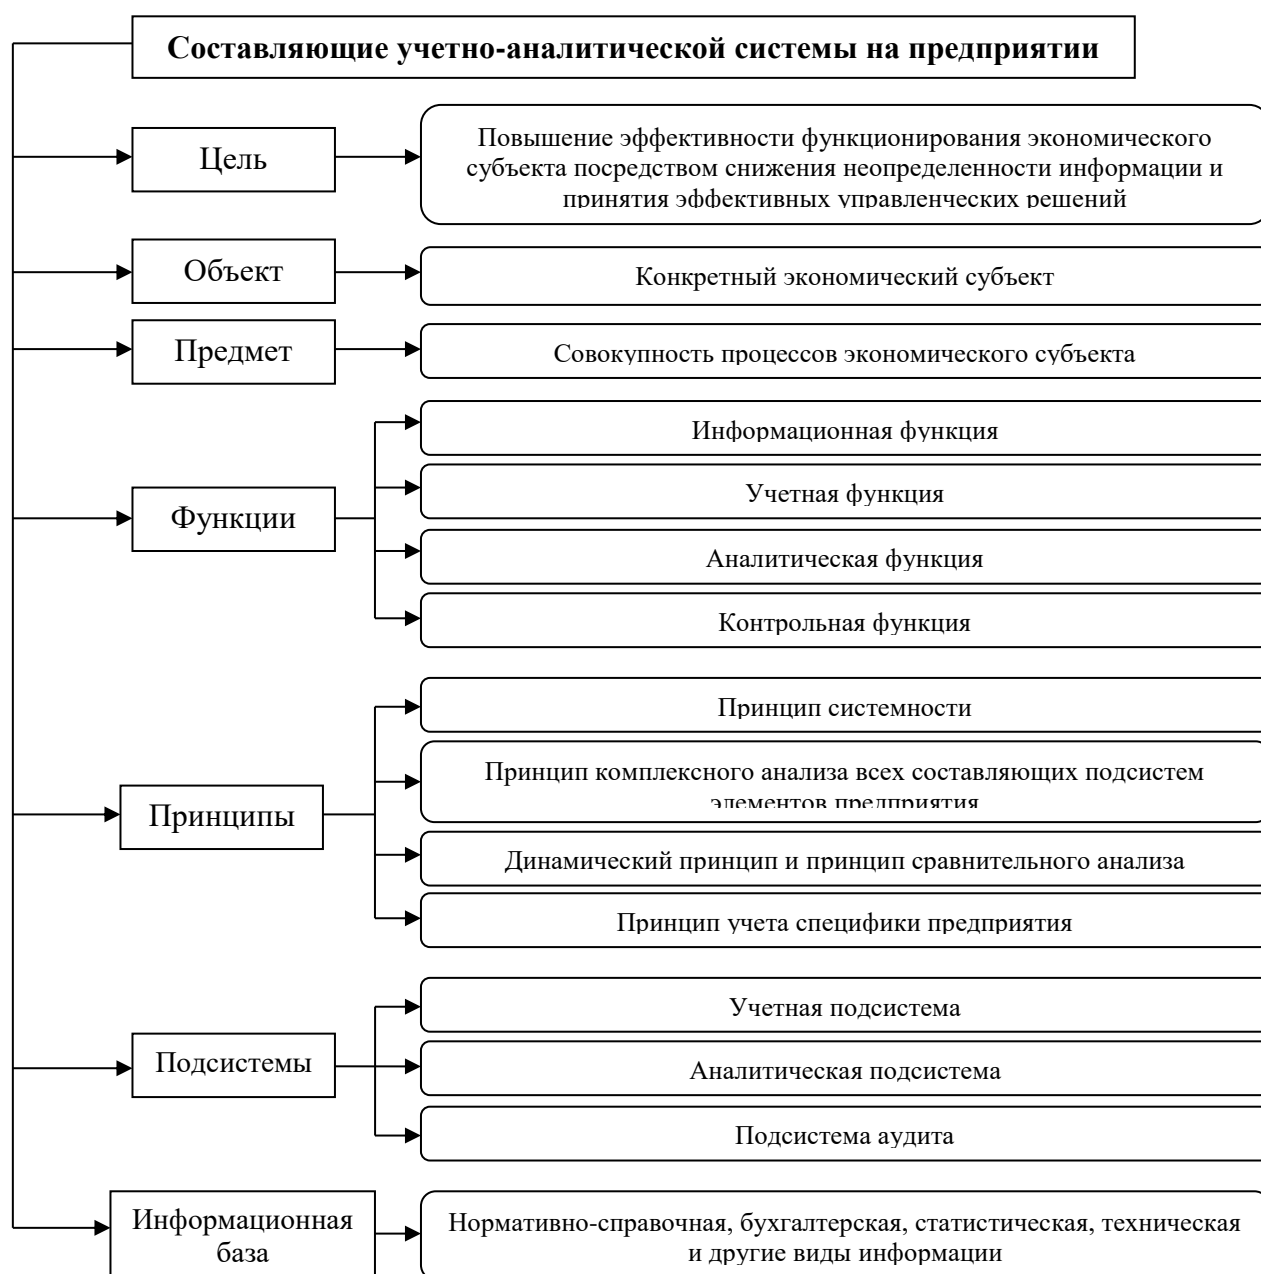 Составляющие учетно-аналитической системы на предприятии
Цель
Повышение эффективности функционирования экономического
субъекта посредством снижения неопределенности информации и
принятия эффективных управленческих решений
Объект
Конкретный экономический субъект
Предмет
Совокупность процессов экономического субъекта
Функции
Информационная функция
Учетная функция
Аналитическая функция
Контрольная функция
Принципы
Принцип системности
Принцип комплексного анализа всех составляющих подсистем
элементов предприятия
Динамический принцип и принцип сравнительного анализа
Принцип учета специфики предприятия
Подсистемы
Учетная подсистема
Аналитическая подсистема
Подсистема аудита
Информационная
база
Нормативно-справочная, бухгалтерская, статистическая, техническая
и другие виды информации